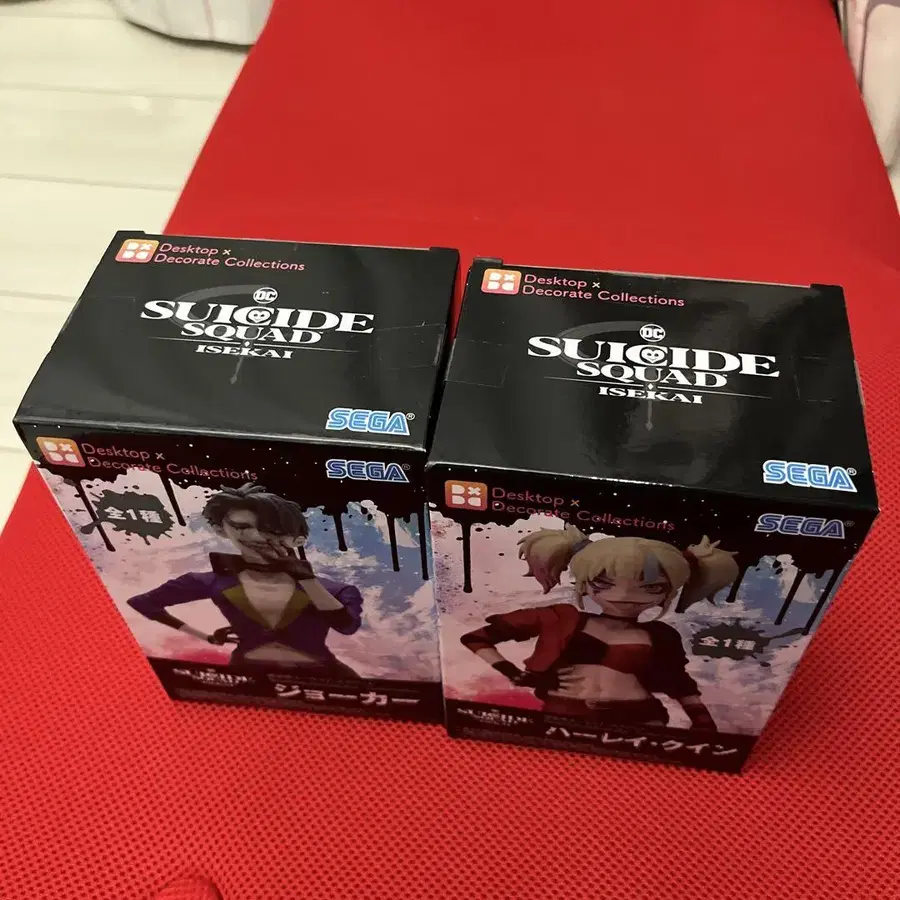 Desktop ×
Decorate Collections
DC
SUICIDE
SQUAD
ISEKAI
SEGA®
Desktop ×
Decorate Collections
SEGA®
全1種
SUICIDE
ジョーカー
Desktop ×
Decorate Collections
DC
SUICIDE
SQUAD
ISEKAI
SEGA®
Desktop ×
Decorate Collections
SEGA®
全1種
SUICIDE
ハーレイ・クイン